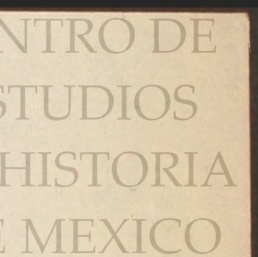 NTRO DE
STUDIOS
HISTORIA
E MEXICO